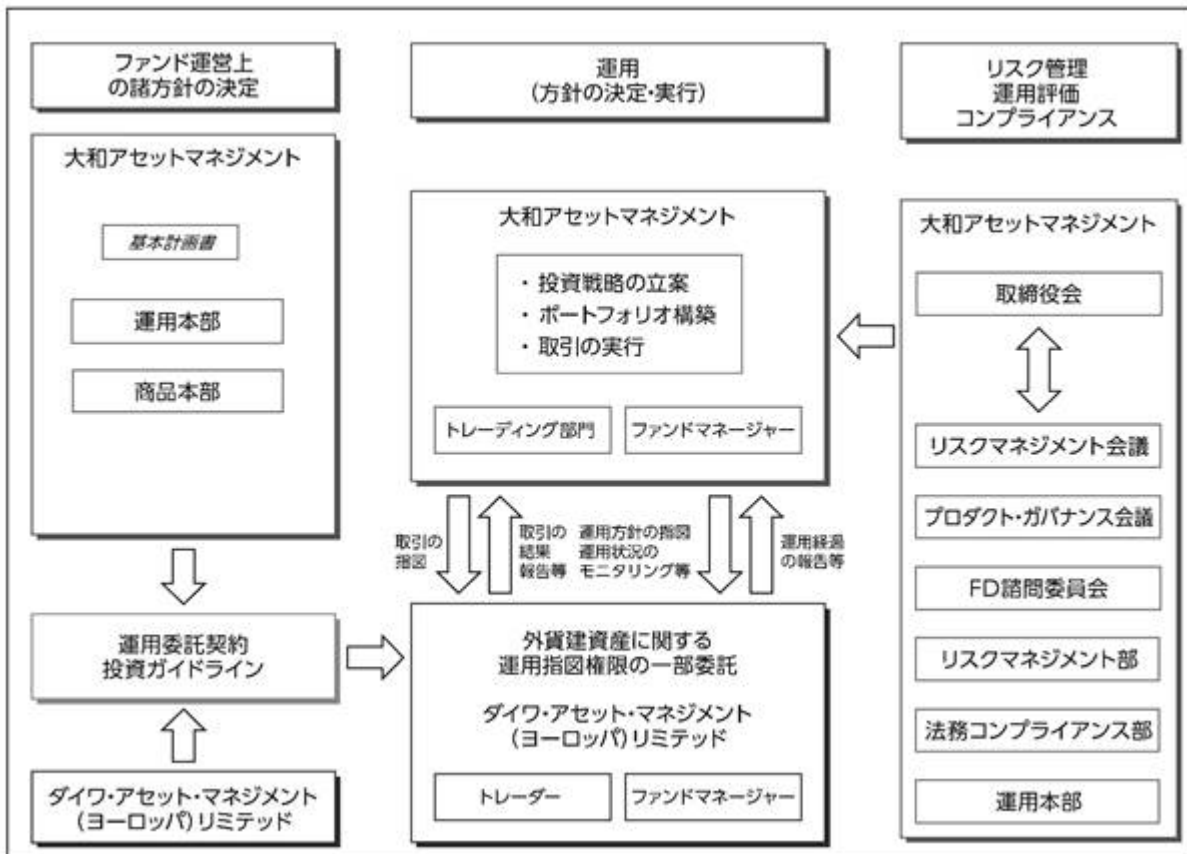 ファンド運営上
の諸方針の決定
大和アセットマネジメント
基本計画書
運用本部
商品本部
運用委託契約
投資ガイドライン
ダイワ・アセット・マネジメント
(ヨーロッパ)リミテッド
運用
(方針の決定・実行)
大和アセットマネジメント
・ 投資戦略の立案
・ ポートフォリオ構築
・ 取引の実行
トレーディング部門
ファンドマネージャー
取引の
指図
取引の
結果
報告等
運用方針の指図
運用状況の
モニタリング等
運用経過
の報告等
外貨建資産に関する
運用指図権限の一部委託
ダイワ・アセット・マネジメント
(ヨーロッパ)リミテッド
トレーダー
ファンドマネージャー
リスク管理
運用評価
コンプライアンス
大和アセットマネジメント
取締役会
リスクマネジメント会議
プロダクト・ガバナンス会議
FD諮問委員会
リスクマネジメント部
法務コンプライアンス部
運用本部